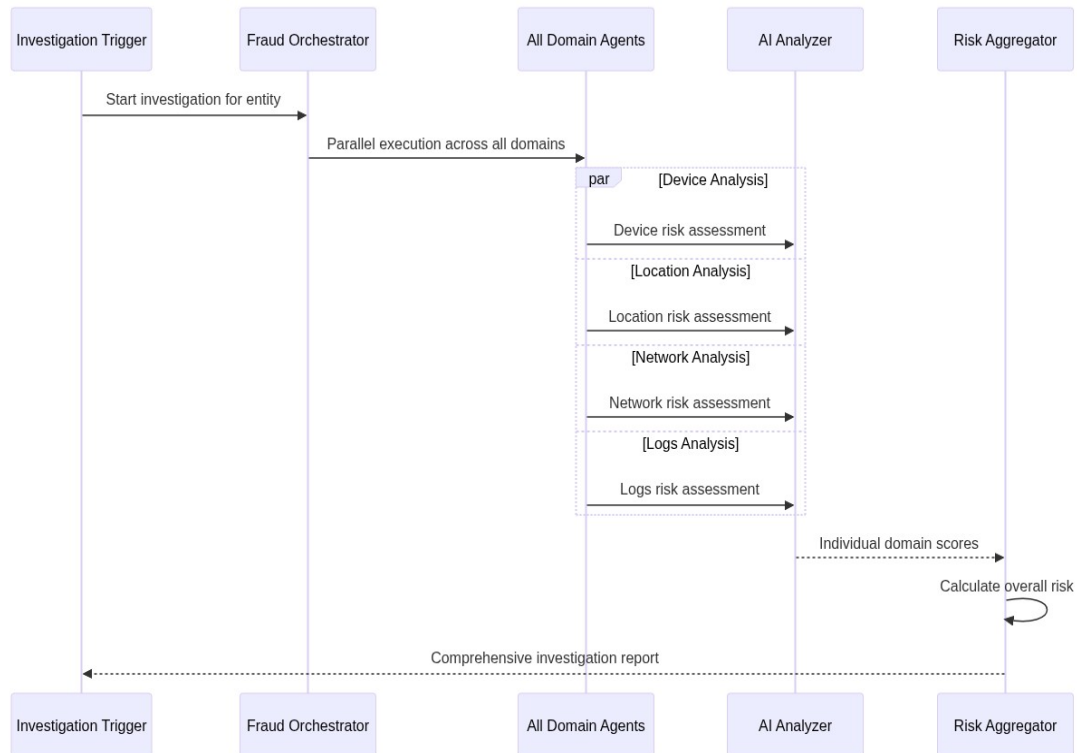 Investigation Trigger
Fraud Orchestrator
All Domain Agents
AI Analyzer
Risk Aggregator
Start investigation for entity
Parallel execution across all domains
par
[Device Analysis]
Device risk assessment
[Location Analysis]
Location risk assessment
[Network Analysis]
Network risk assessment
[Logs Analysis]
Logs risk assessment
Individual domain scores
Calculate overall risk
Comprehensive investigation report
Investigation Trigger
Fraud Orchestrator
All Domain Agents
AI Analyzer
Risk Aggregator